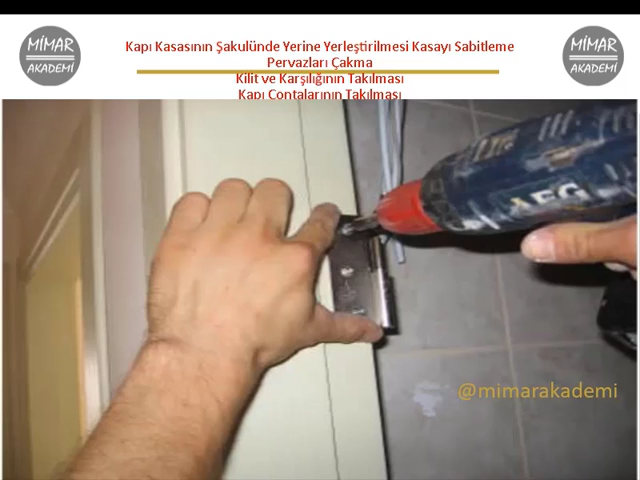 MİMAR
AKADEMİ
Kapı Kasasının Şakulünde Yerine Yerleştirilmesi Kasayı Sabitleme
Pervazları Çakma
Kilit ve Karşılığının Takılması
Kapı Contalarının Takılması
MİMAR
AKADEMİ
AEG
@mimarakademi